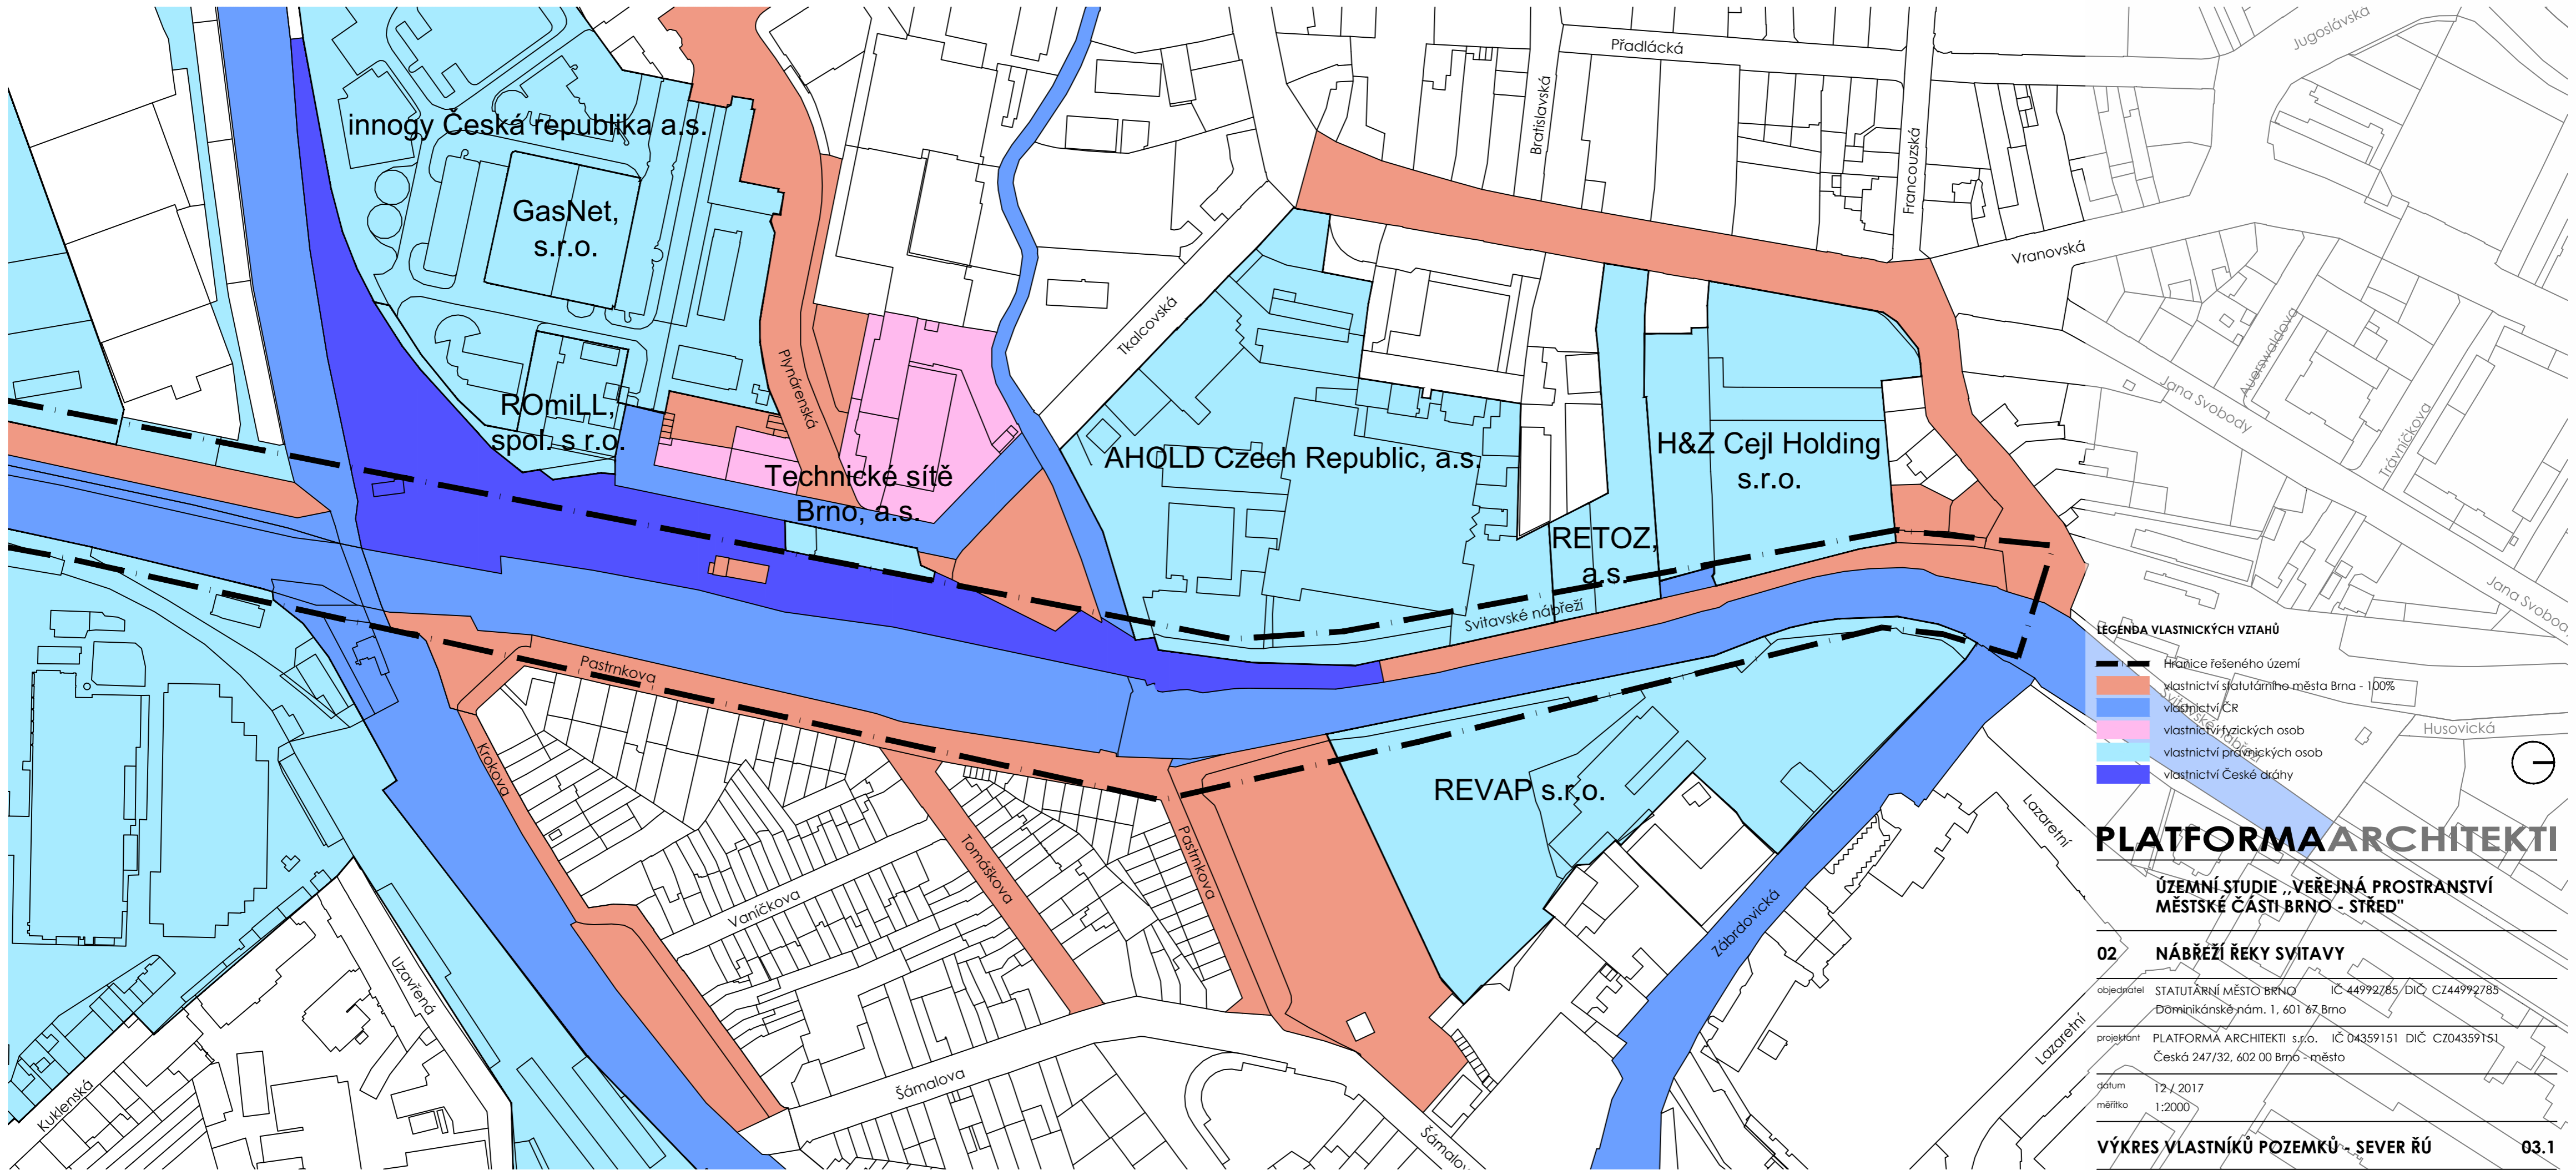 Jugoslávská
Přadlácká
Bratislavská
Francouzská
innogy Česká republika a.s.
GasNet,
s.r.o.
Vranovská
Tkalcovská
Plynárenská
Auerswaldova
Jana Svobody
Trávníčkova
ROmiLL,
spol. s r.o.
AHOLD Czech Republic, a.s.
H&Z Cejl Holding
s.r.o.
Technické sítě
Brno, a.s.
RETOZ,
a.s.
Svitavské nábřeží
Jana Svobo
Pastrnkova
Krokova
Tomáškova
Pastrnkova
Vaníčkova
REVAP s.r.o.
Zábrdovická
Lazaretní
Husovická
Svitavské nábřeží
Uzavřená
Kuklenská
Šámalova
Šámalov
Lazaretní
LEGENDA VLASTNICKÝCH VZTAHŮ
Hranice řešeného území
vlastnictví statutárního města Brna - 100%
vlastnictví ČR
vlastnictví fyzických osob
vlastnictví právnických osob
vlastnictví České dráhy
PLATFORMAARCHITEKTI
ÚZEMNÍ STUDIE ,,VEŘEJNÁ PROSTRANSTVÍ
MĚSTSKÉ ČÁSTI BRNO - STŘED"
02 NÁBŘEŽÍ ŘEKY SVITAVY
objednatel STATUTÁRNÍ MĚSTO BRNO IČ 44992785 DIČ CZ44992785
Dominikánské nám. 1, 601 67 Brno
projektant PLATFORMA ARCHITEKTI s.r.o. IČ 04359151 DIČ CZ04359151
Česká 247/32, 602 00 Brno - město
datum 12 / 2017
měřítko 1:2000
VÝKRES VLASTNÍKŮ POZEMKŮ - SEVER ŘÚ 03.1